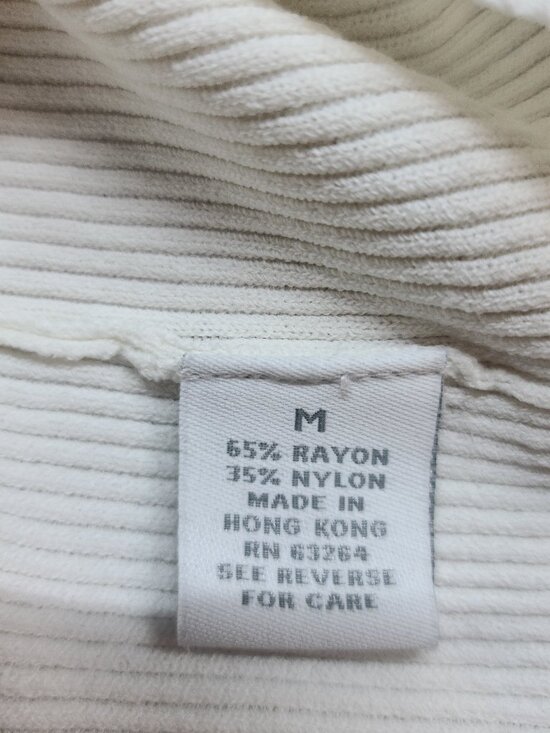 M
65% RAYON
35% NYLON
MADE IN
HONG KONG
RN 63264
SEE REVERSE
FOR CARE